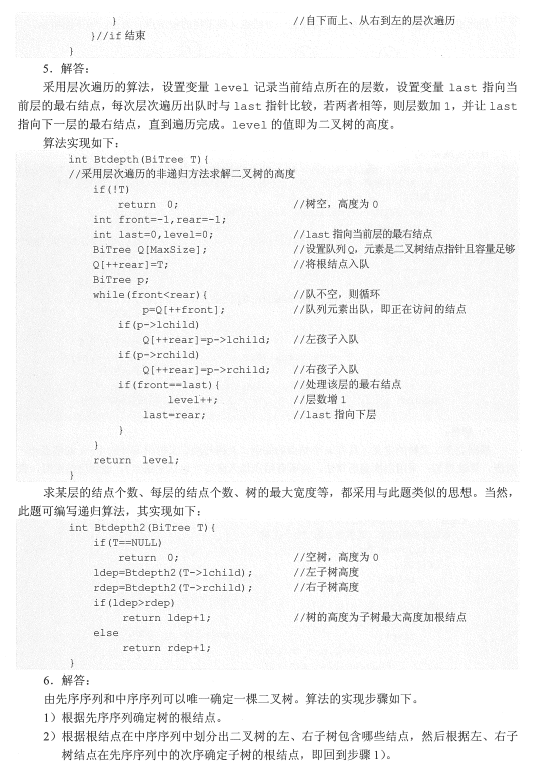 } //自下而上、从右到左的层次遍历
}//if 结束
}
5. 解答:
采用层次遍历的算法，设置变量 level 记录当前结点所在的层数，设置变量 last 指向当
前层的最右结点，每次层次遍历出队时与 last 指针比较，若两者相等，则层数加 1，并让 last
指向下一层的最右结点，直到遍历完成。level 的值即为二叉树的高度。
算法实现如下：
int Btdepth(BiTree T){
//采用层次遍历的非递归方法求解二叉树的高度
if(!T)
return 0; //树空，高度为 0
int front=-1,rear=-1;
int last=0,level=0; //last 指向当前层的最右结点
BiTree Q[MaxSize]; //设置队列 Q，元素是二叉树结点指针且容量足够
Q[++rear]=T; //将根结点入队
BiTree p;
while(front<rear){ //队不空，则循环
p=Q[++front]; //队列元素出队，即正在访问的结点
if(p->lchild)
Q[++rear]=p->lchild; //左孩子入队
if(p->rchild)
Q[++rear]=p->rchild; //右孩子入队
if(front==last){ //处理该层的最右结点
level++; //层数增 1
last=rear; //last 指向下层
}
}
return level;
}
求某层的结点个数、每层的结点个数、树的最大宽度等，都采用与此题类似的思想。当然，
此题可编写递归算法，其实现如下：
int Btdepth2(BiTree T){
if(T==NULL)
return 0; //空树，高度为 0
ldep=Btdepth2(T->lchild); //左子树高度
rdep=Btdepth2(T->rchild); //右子树高度
if(ldep>rdep)
return ldep+1; //树的高度为子树最大高度加根结点
else
return rdep+1;
}
6. 解答:
由先序序列和中序序列可以唯一确定一棵二叉树。算法的实现步骤如下。
1）根据先序序列确定树的根结点。
2）根据根结点在中序序列中划分出二叉树的左、右子树包含哪些结点，然后根据左、右子
树结点在先序序列中的次序确定子树的根结点，即回到步骤 1）。